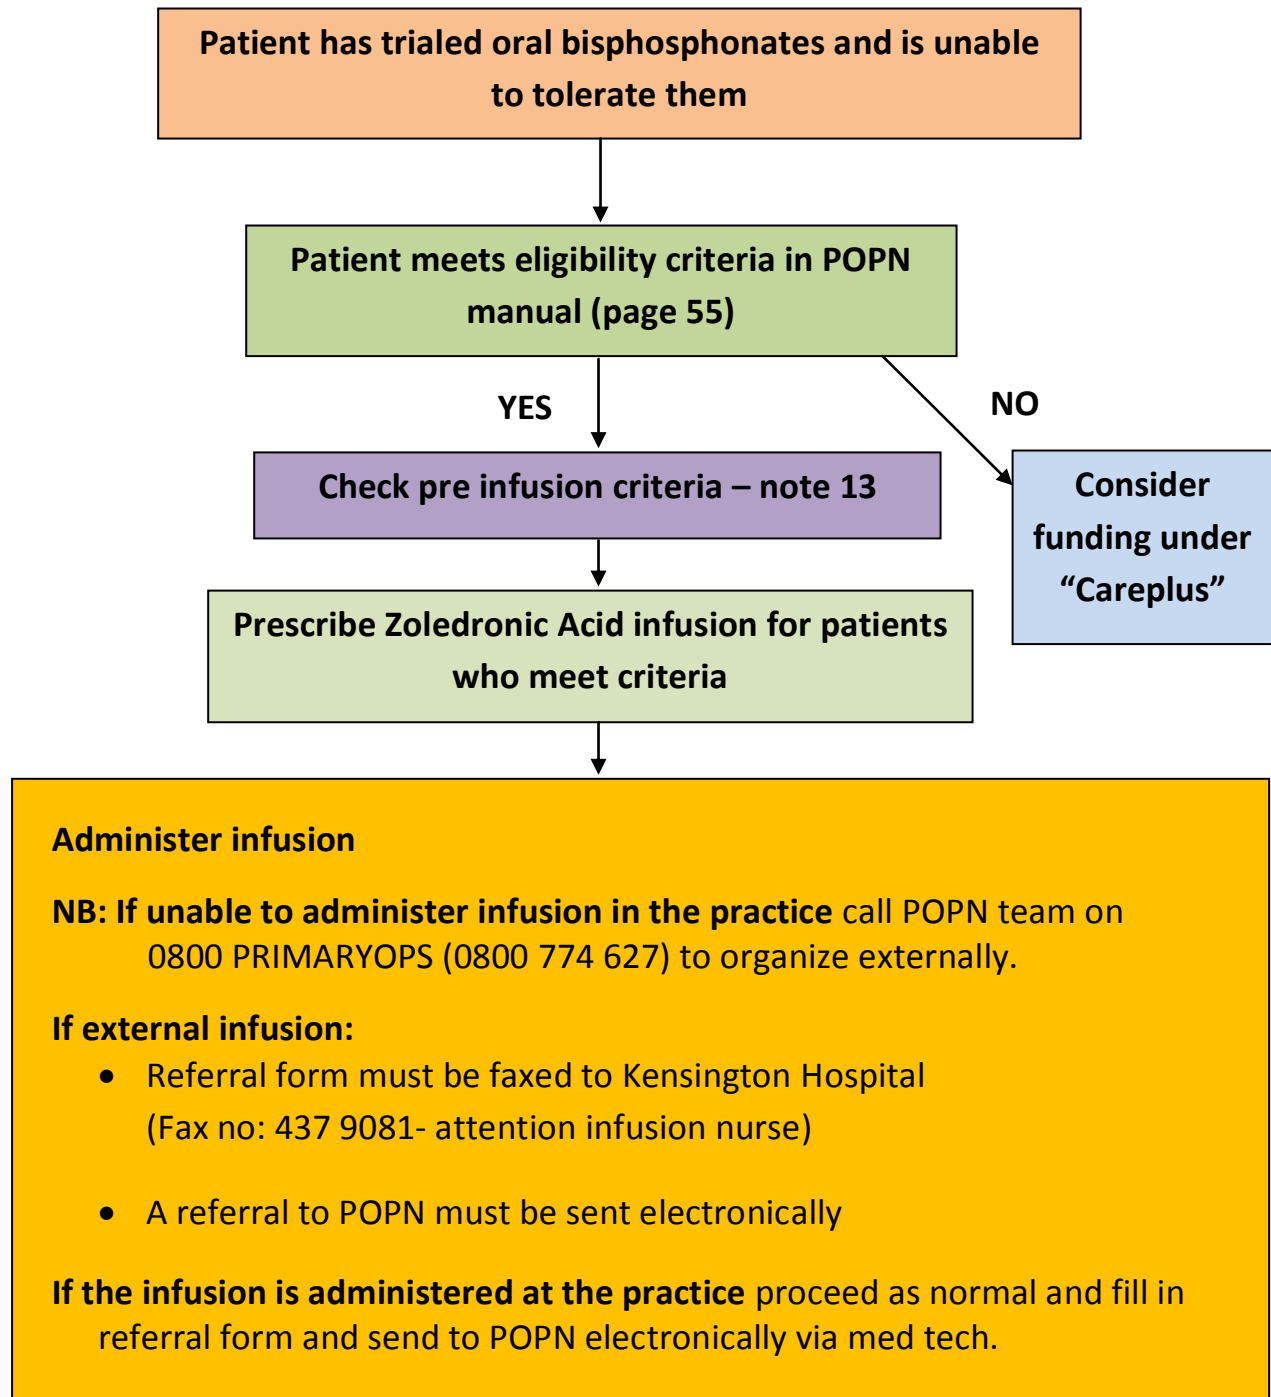 Patient has trialed oral bisphosphonates and is unable
to tolerate them
Patient meets eligibility criteria in POPN
manual (page 55)
YES
NO
Check pre infusion criteria – note 13
Consider
funding under
“Careplus”
Prescribe Zoledronic Acid infusion for patients
who meet criteria
Administer infusion
NB: If unable to administer infusion in the practice call POPN team on
0800 PRIMARYOPS (0800 774 627) to organize externally.
If external infusion:
• Referral form must be faxed to Kensington Hospital
(Fax no: 437 9081- attention infusion nurse)
• A referral to POPN must be sent electronically
If the infusion is administered at the practice proceed as normal and fill in
referral form and send to POPN electronically via med tech.